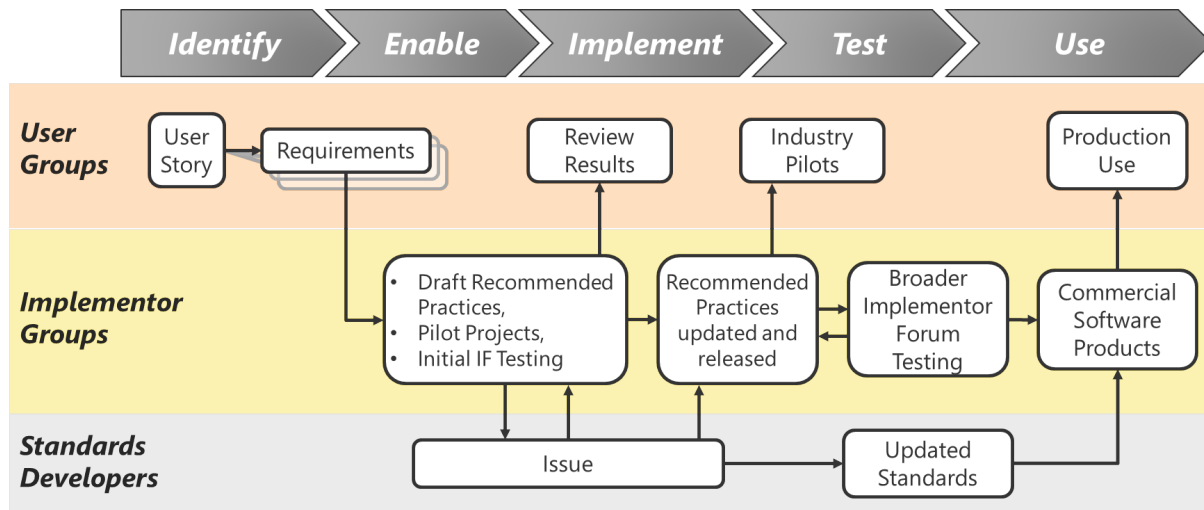 Identify
Enable
Implement
Test
Use
User
Groups
User
Story
Requirements
Review
Results
Industry
Pilots
Production
Use
Implementor
Groups
• Draft Recommended
Practices,
• Pilot Projects,
• Initial IF Testing
Recommended
Practices
updated and
released
Broader
Implementor
Forum
Testing
Commercial
Software
Products
Standards
Developers
Issue
Updated
Standards